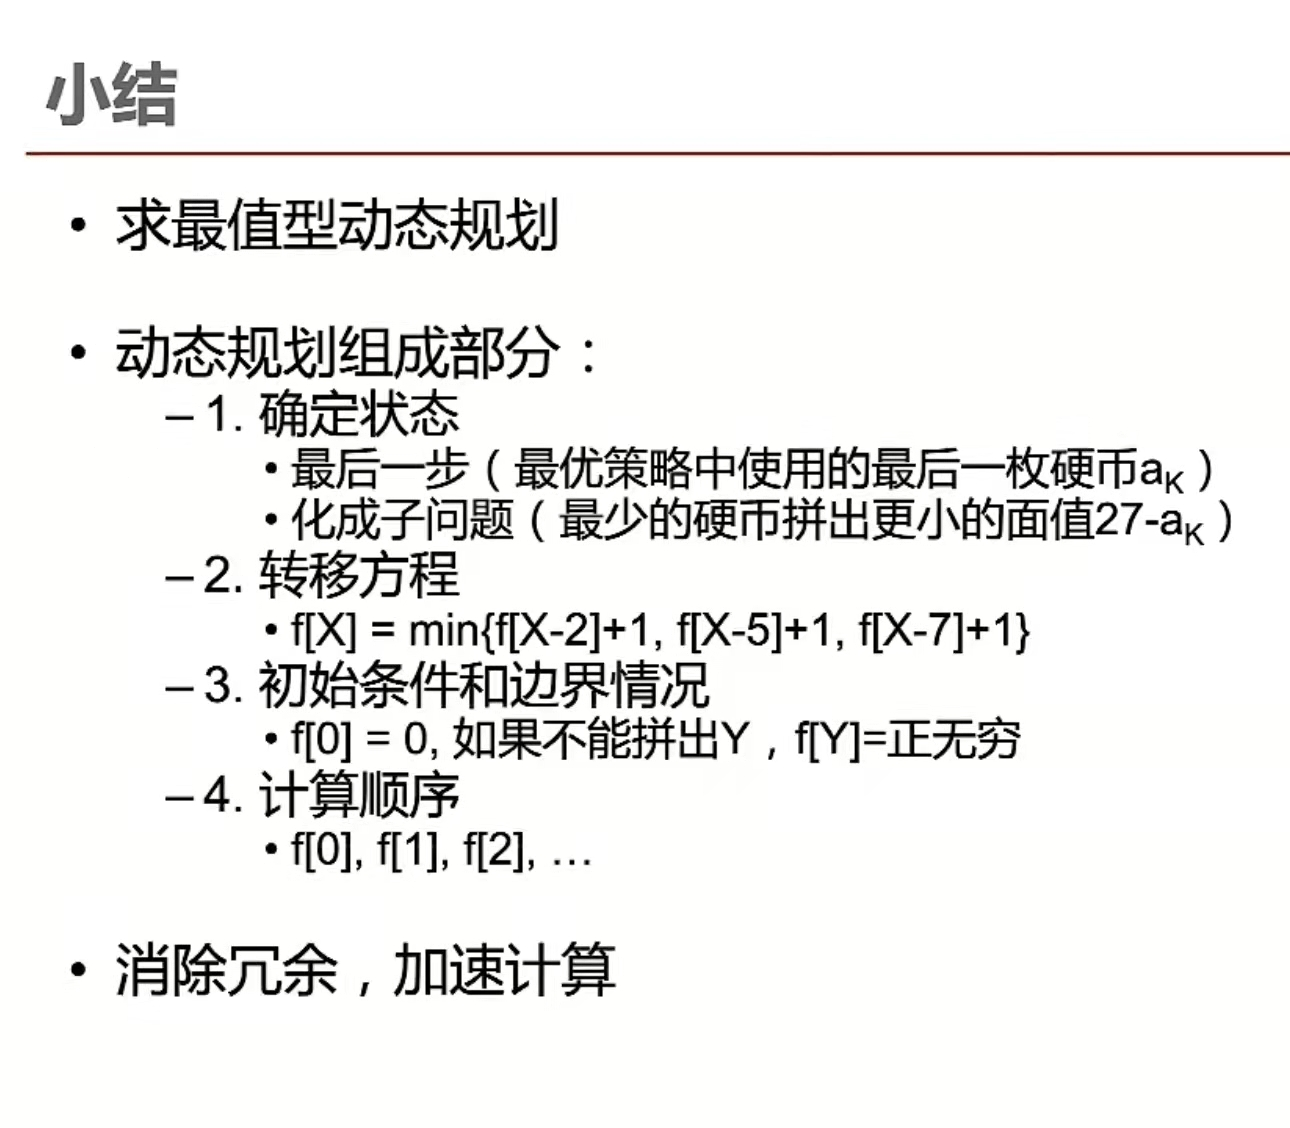 小结
• 求最值型动态规划
• 动态规划组成部分：
– 1. 确定状态
• 最后一步（最优策略中使用的最后一枚硬币aK）
• 化成子问题（最少的硬币拼出更小的面值27-aK）
– 2. 转移方程
• f[X] = min{f[X-2]+1, f[X-5]+1, f[X-7]+1}
– 3. 初始条件和边界情况
• f[0] = 0, 如果不能拼出Y，f[Y]=正无穷
– 4. 计算顺序
• f[0], f[1], f[2], …
• 消除冗余，加速计算